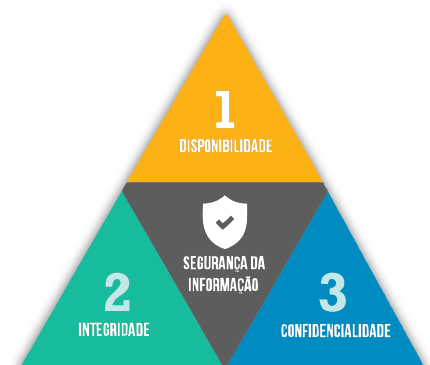 1
DISPONIBILIDADE
SEGURANÇA DA
INFORMAÇÃO
2
INTEGRIDADE
3
CONFIDENCIALIDADE